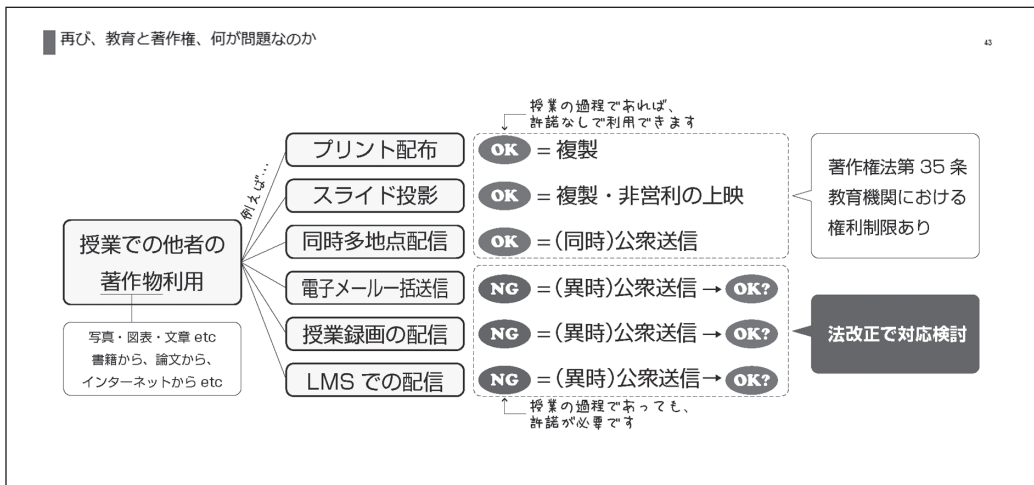 再び、教育と著作権、何が問題なのか
43
授業の過程であれば、
許諾なしで利用できます
例えば…
プリント配布
OK = 複製
スライド投影
OK = 複製・非営利の上映
同時多地点配信
OK = (同時)公衆送信
著作権法第 35 条
教育機関における
権利制限あり
授業での他者の
著作物利用
写真・図表・文章 etc
書籍から、論文から、
インターネットから etc
電子メール一括送信
NG = (異時)公衆送信 → OK?
授業録画の配信
NG = (異時)公衆送信 → OK?
LMS での配信
NG = (異時)公衆送信 → OK?
法改正で対応検討
授業の過程であっても、
許諾が必要です